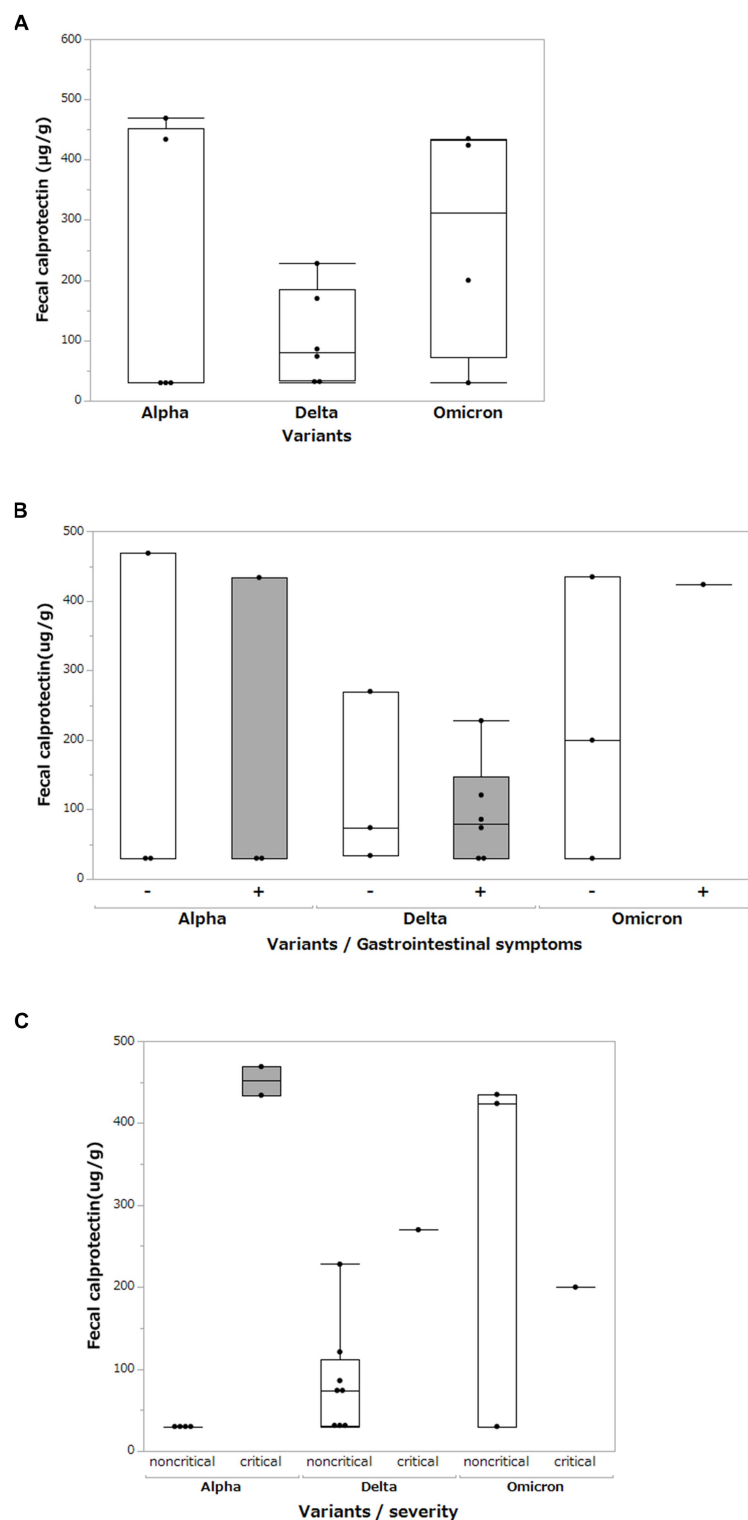 A
600
500
400
300
200
100
0
Fecal calprotectin (µg/g)
Alpha Delta Omicron
Variants
B
500
400
300
200
100
0
Fecal calprotectin(ug/g)
- + - + - +
Alpha Delta Omicron
Variants / Gastrointestinal symptoms
C
500
400
300
200
100
0
Fecal calprotectin(ug/g)
noncritical critical noncritical critical noncritical critical
Alpha Delta Omicron
Variants / severity